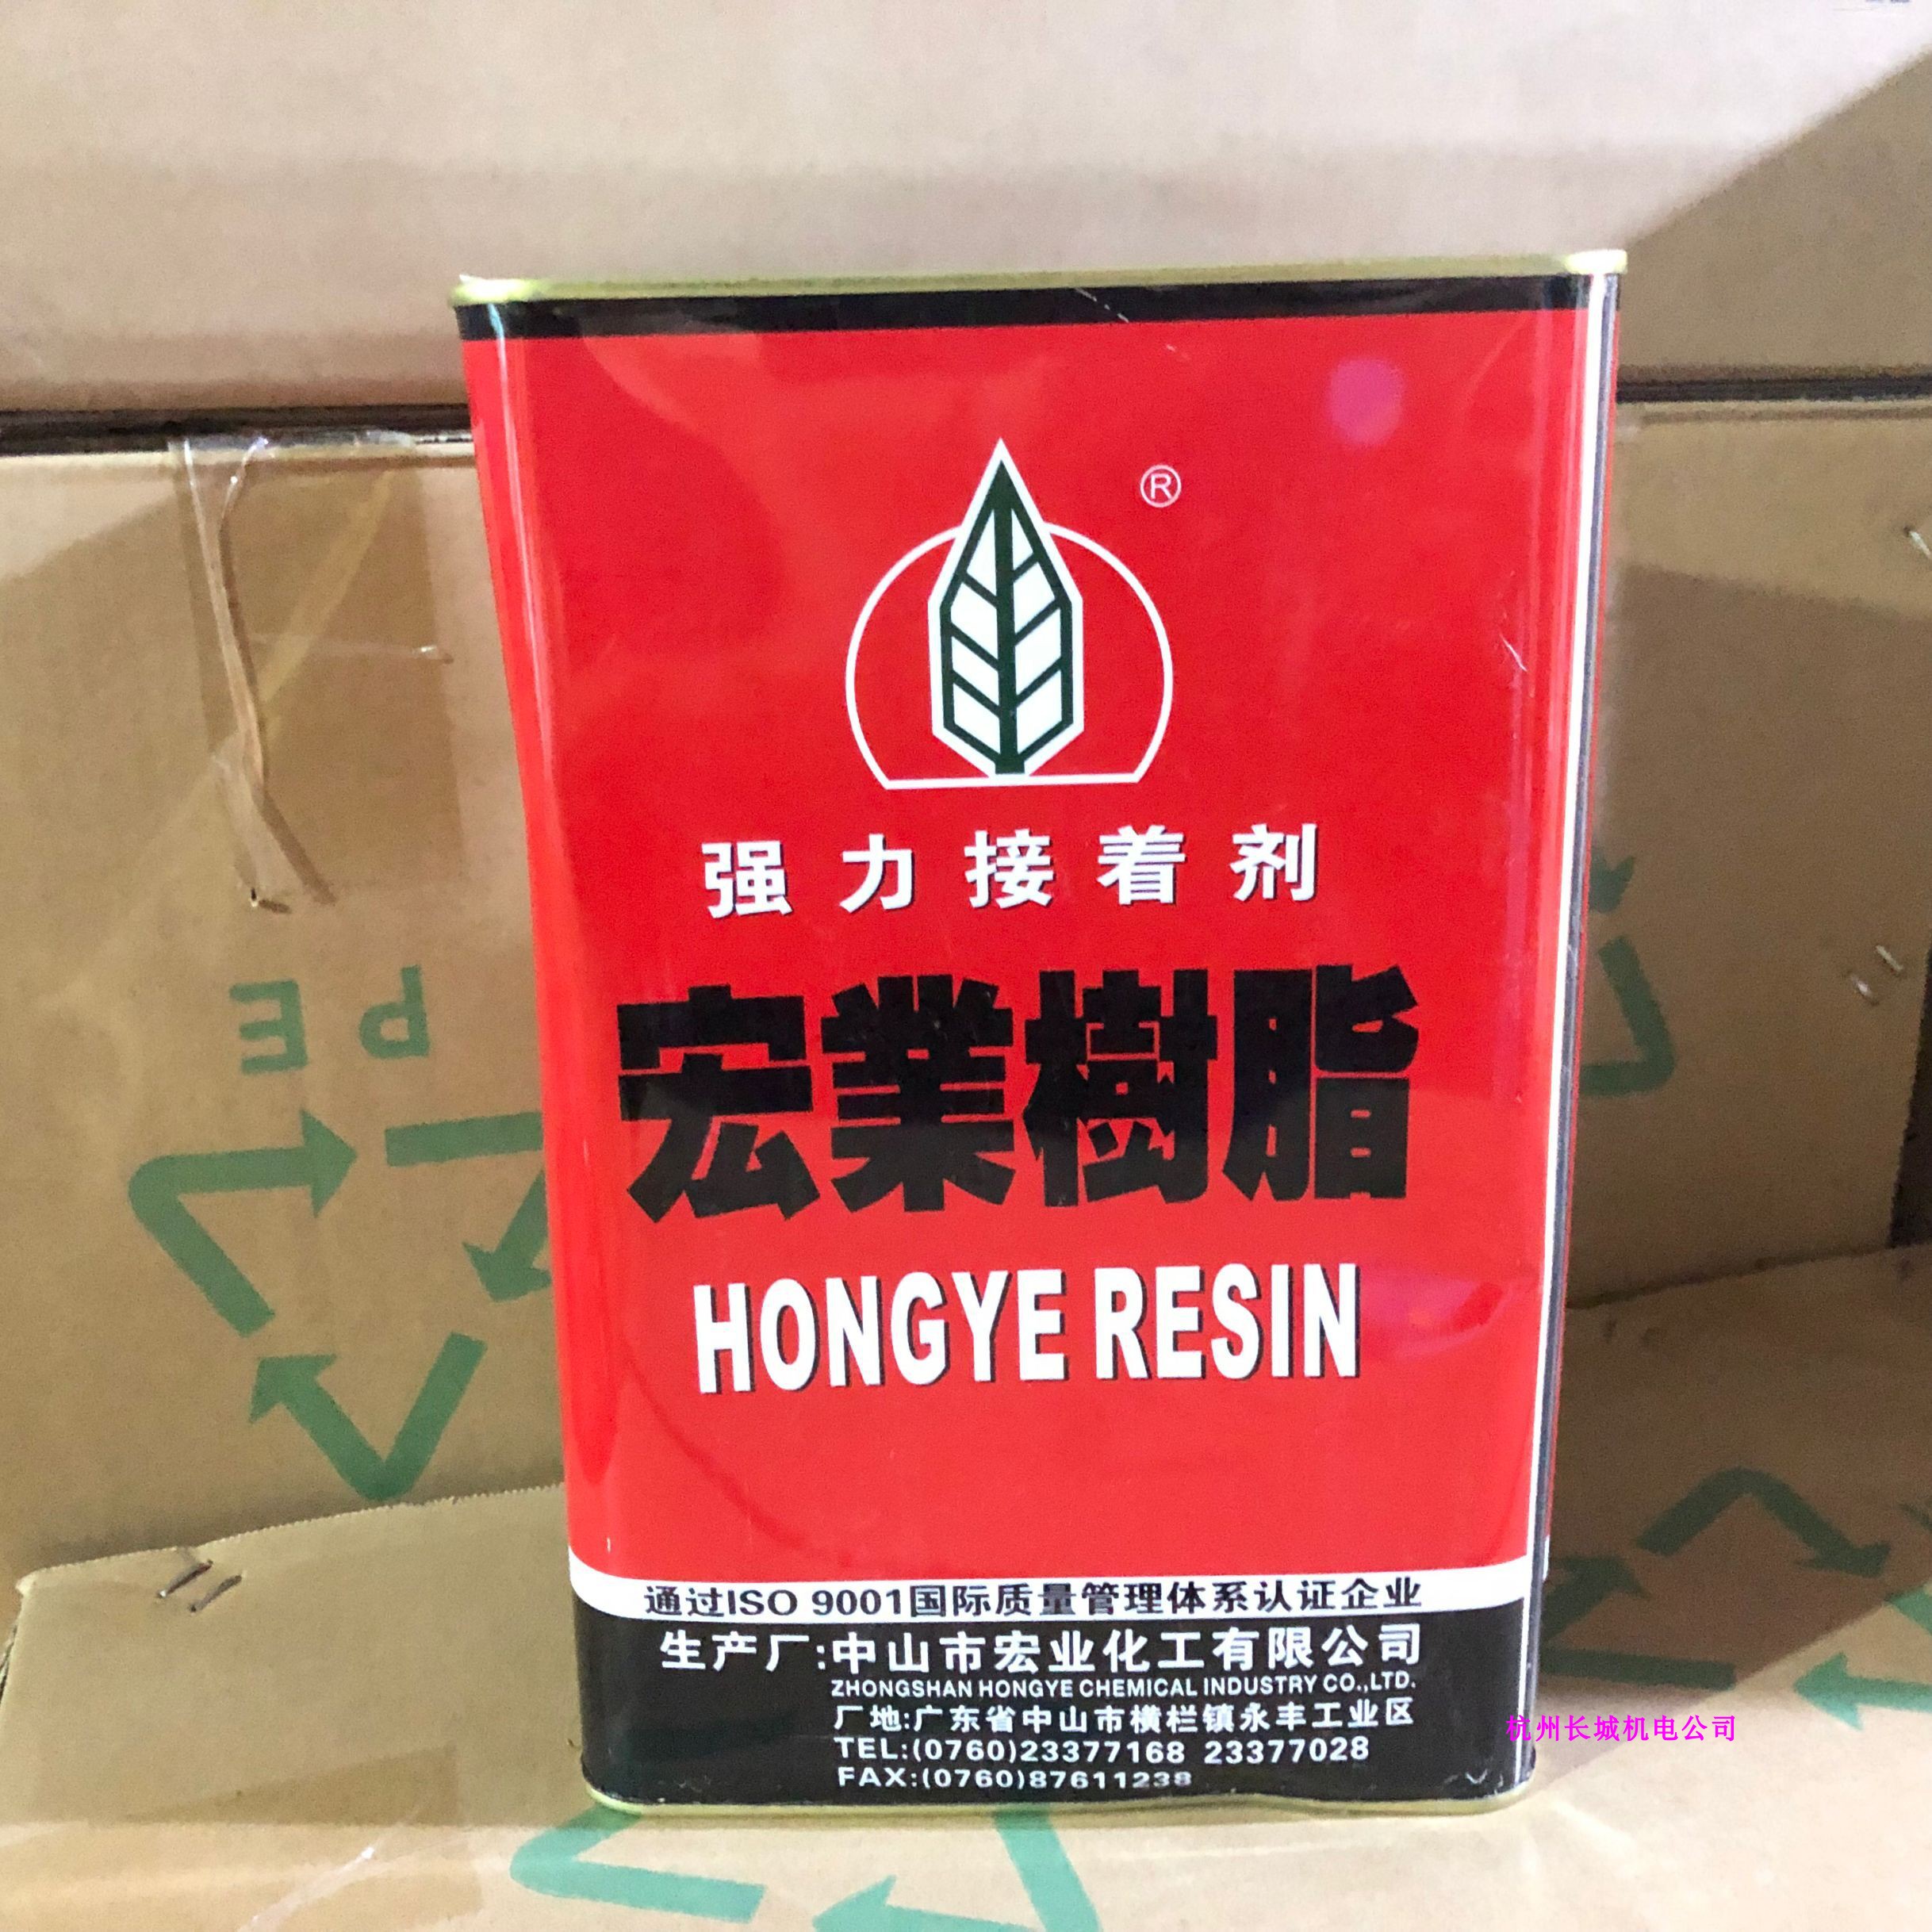 ®
强力接着剂
宏業樹脂
HONGYE RESIN
通过ISO 9001国际质量管理体系认证企业
生产厂:中山市宏业化工有限公司
ZHONGSHAN HONGYE CHEMICAL INDUSTRY CO.,LTD.
厂地:广东省中山市横栏镇永丰工业区
TEL:(0760)23377168 23377028
FAX:(0760)87611238
杭州长城机电公司
PE